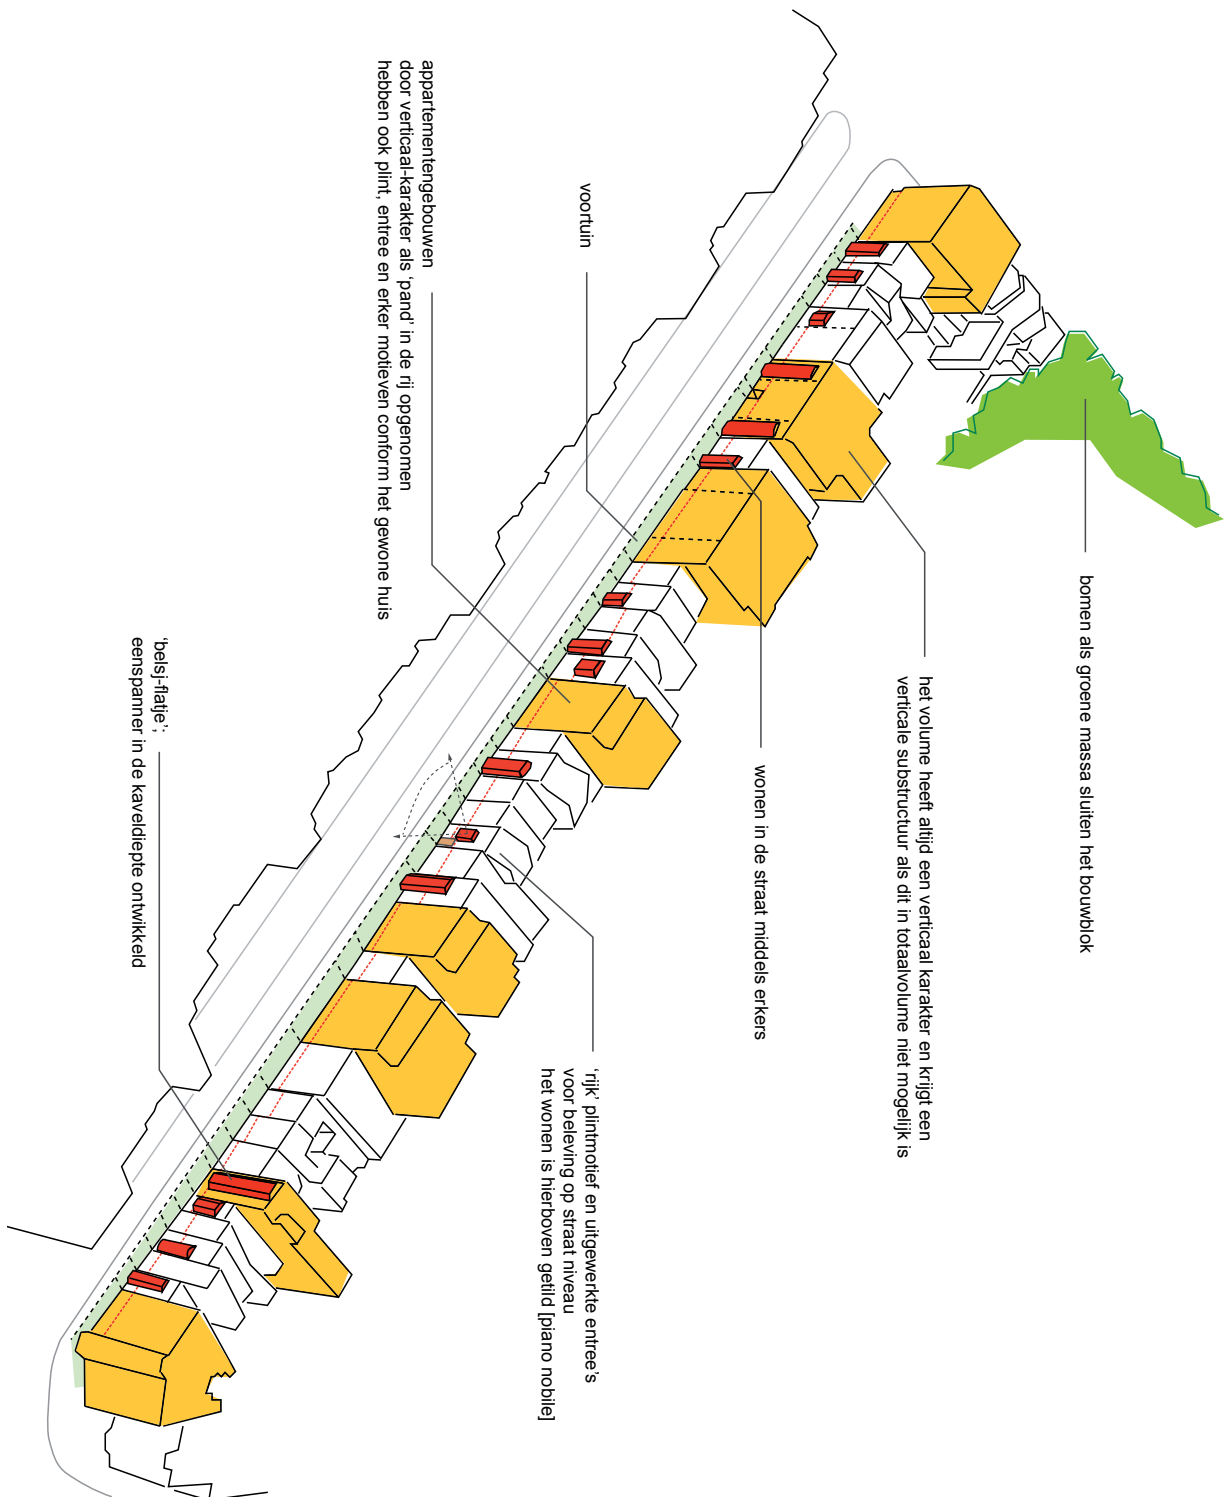 bomen als groene massa sluiten het bouwblok
het volume heeft altijd een verticaal karakter en krijgt een
verticale substructuur als dit in totaalvolume niet mogelijk is
wonen in de straat middels erkers
'rijk' plintmotief en uitgewerkte entree's
voor beleving op straat niveau
het wonen is hierboven getild [piano nobile]
voortuin
appartementengebouwen
door verticaal-karakter als 'pand' in de rij opgenomen
hebben ook plint, entree en erker motieven conform het gewone huis
'belsj-flatje';
eenspanner in de kaveldiepte ontwikkeld